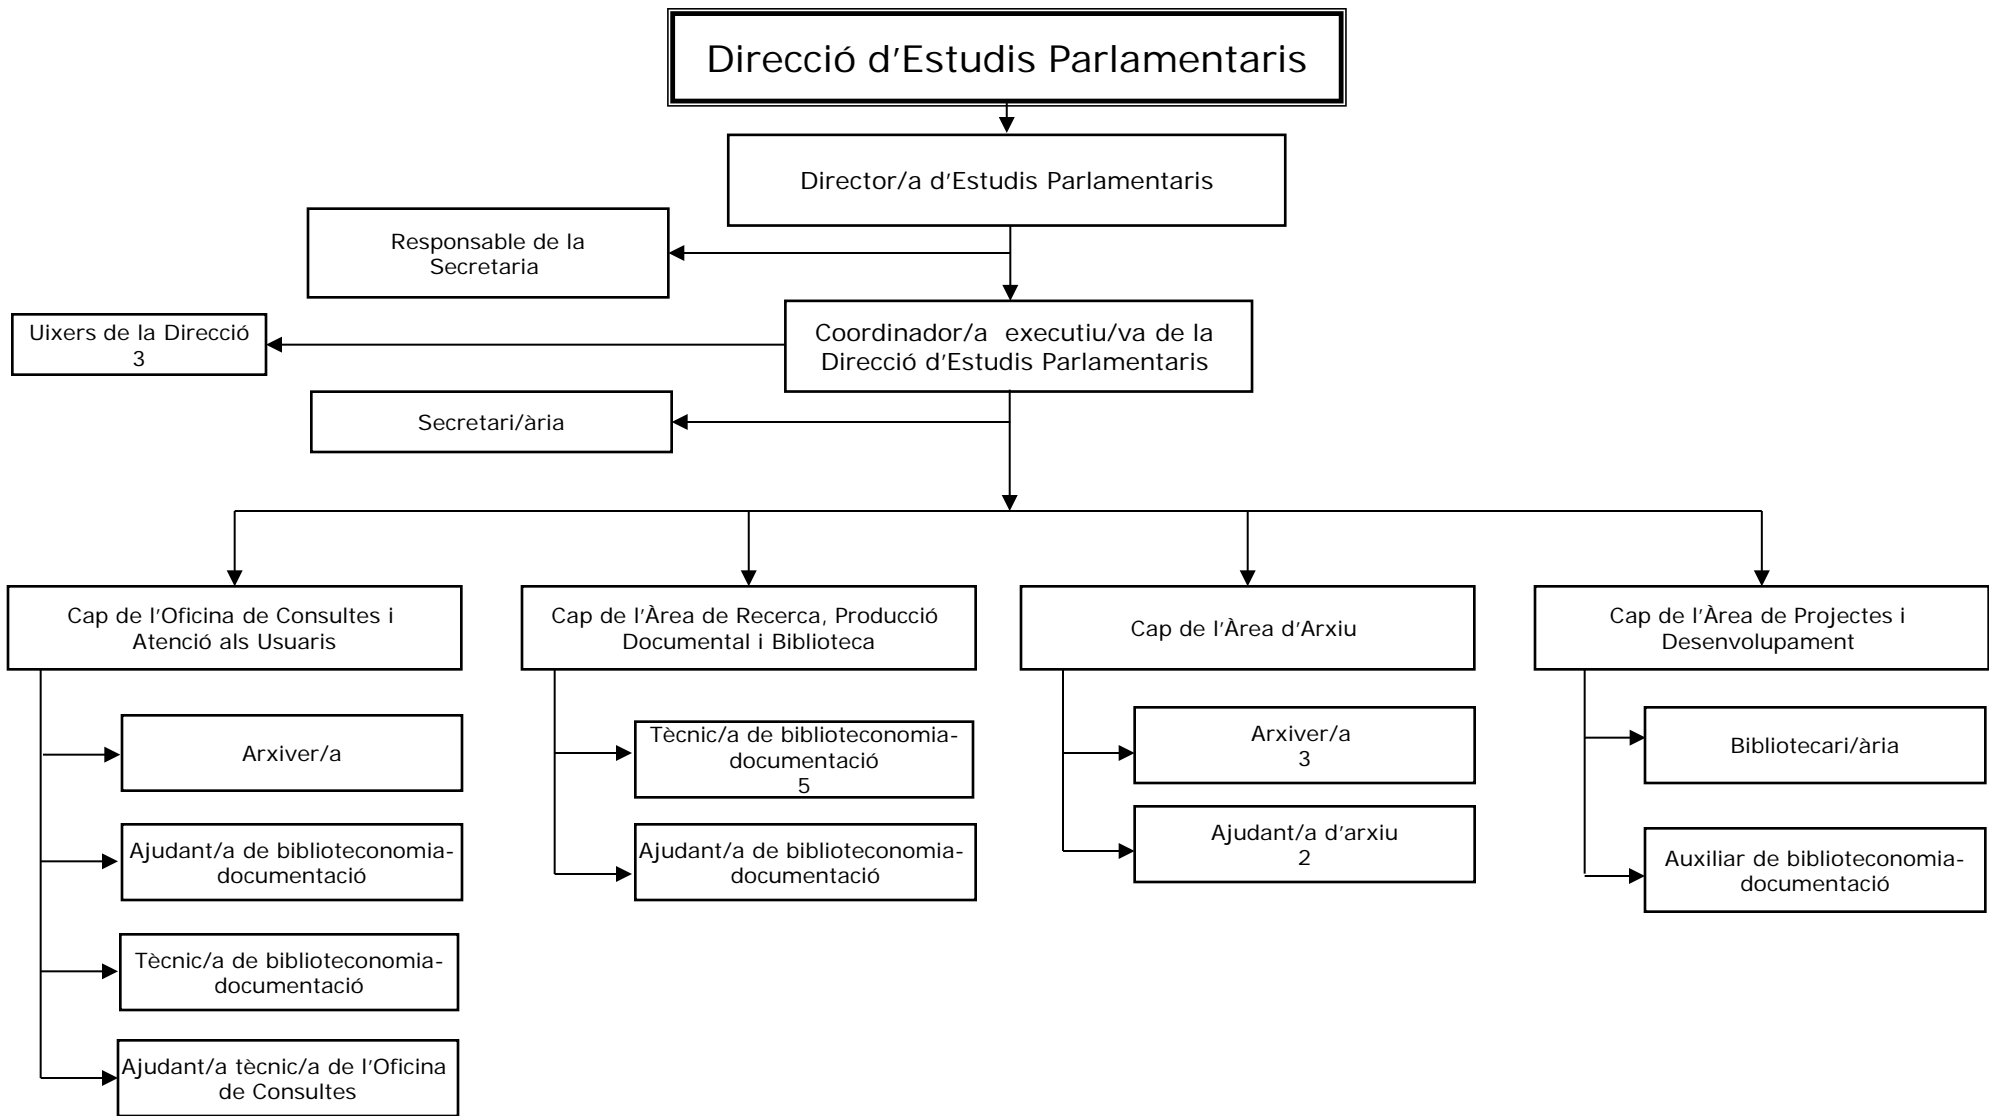 Direcció d'Estudis Parlamentaris
Director/a d'Estudis Parlamentaris
Responsable de la
Secretaria
Uixers de la Direcció
3
Coordinador/a executiu/va de la
Direcció d'Estudis Parlamentaris
Secretari/ària
Cap de l'Oficina de Consultes i
Atenció als Usuaris
Arxiver/a
Ajudant/a de biblioteconomia-
documentació
Tècnic/a de biblioteconomia-
documentació
Ajudant/a tècnic/a de l'Oficina
de Consultes
Cap de l'Àrea de Recerca, Producció
Documental i Biblioteca
Tècnic/a de biblioteconomia-
documentació
5
Ajudant/a de biblioteconomia-
documentació
Cap de l'Àrea d'Arxiu
Arxiver/a
3
Ajudant/a d'arxiu
2
Cap de l'Àrea de Projectes i
Desenvolupament
Bibliotecari/ària
Auxiliar de biblioteconomia-
documentació